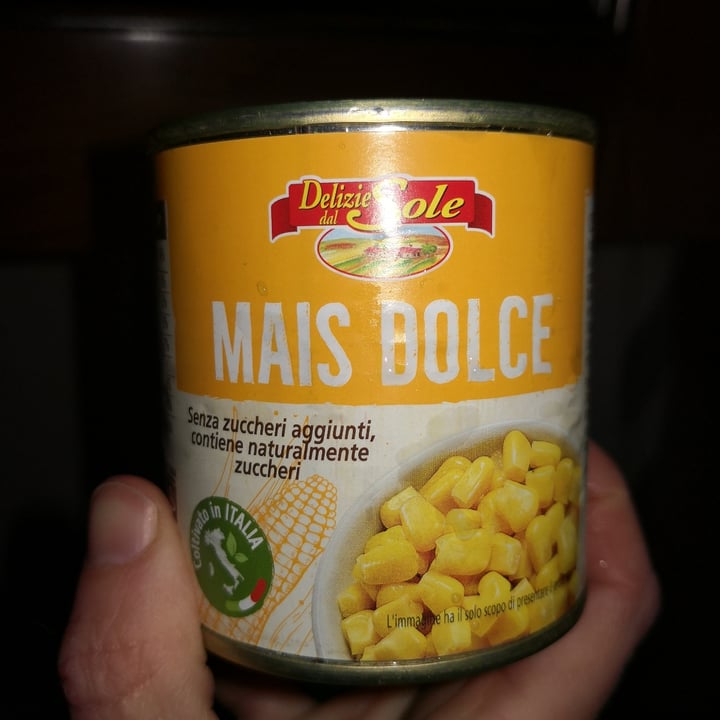 Delizie
dal Sole
MAIS DOLCE
Senza zuccheri aggiunti,
contiene naturalmente
zuccheri
Coltivato in ITALIA
L'immagine ha il solo scopo di presentare il